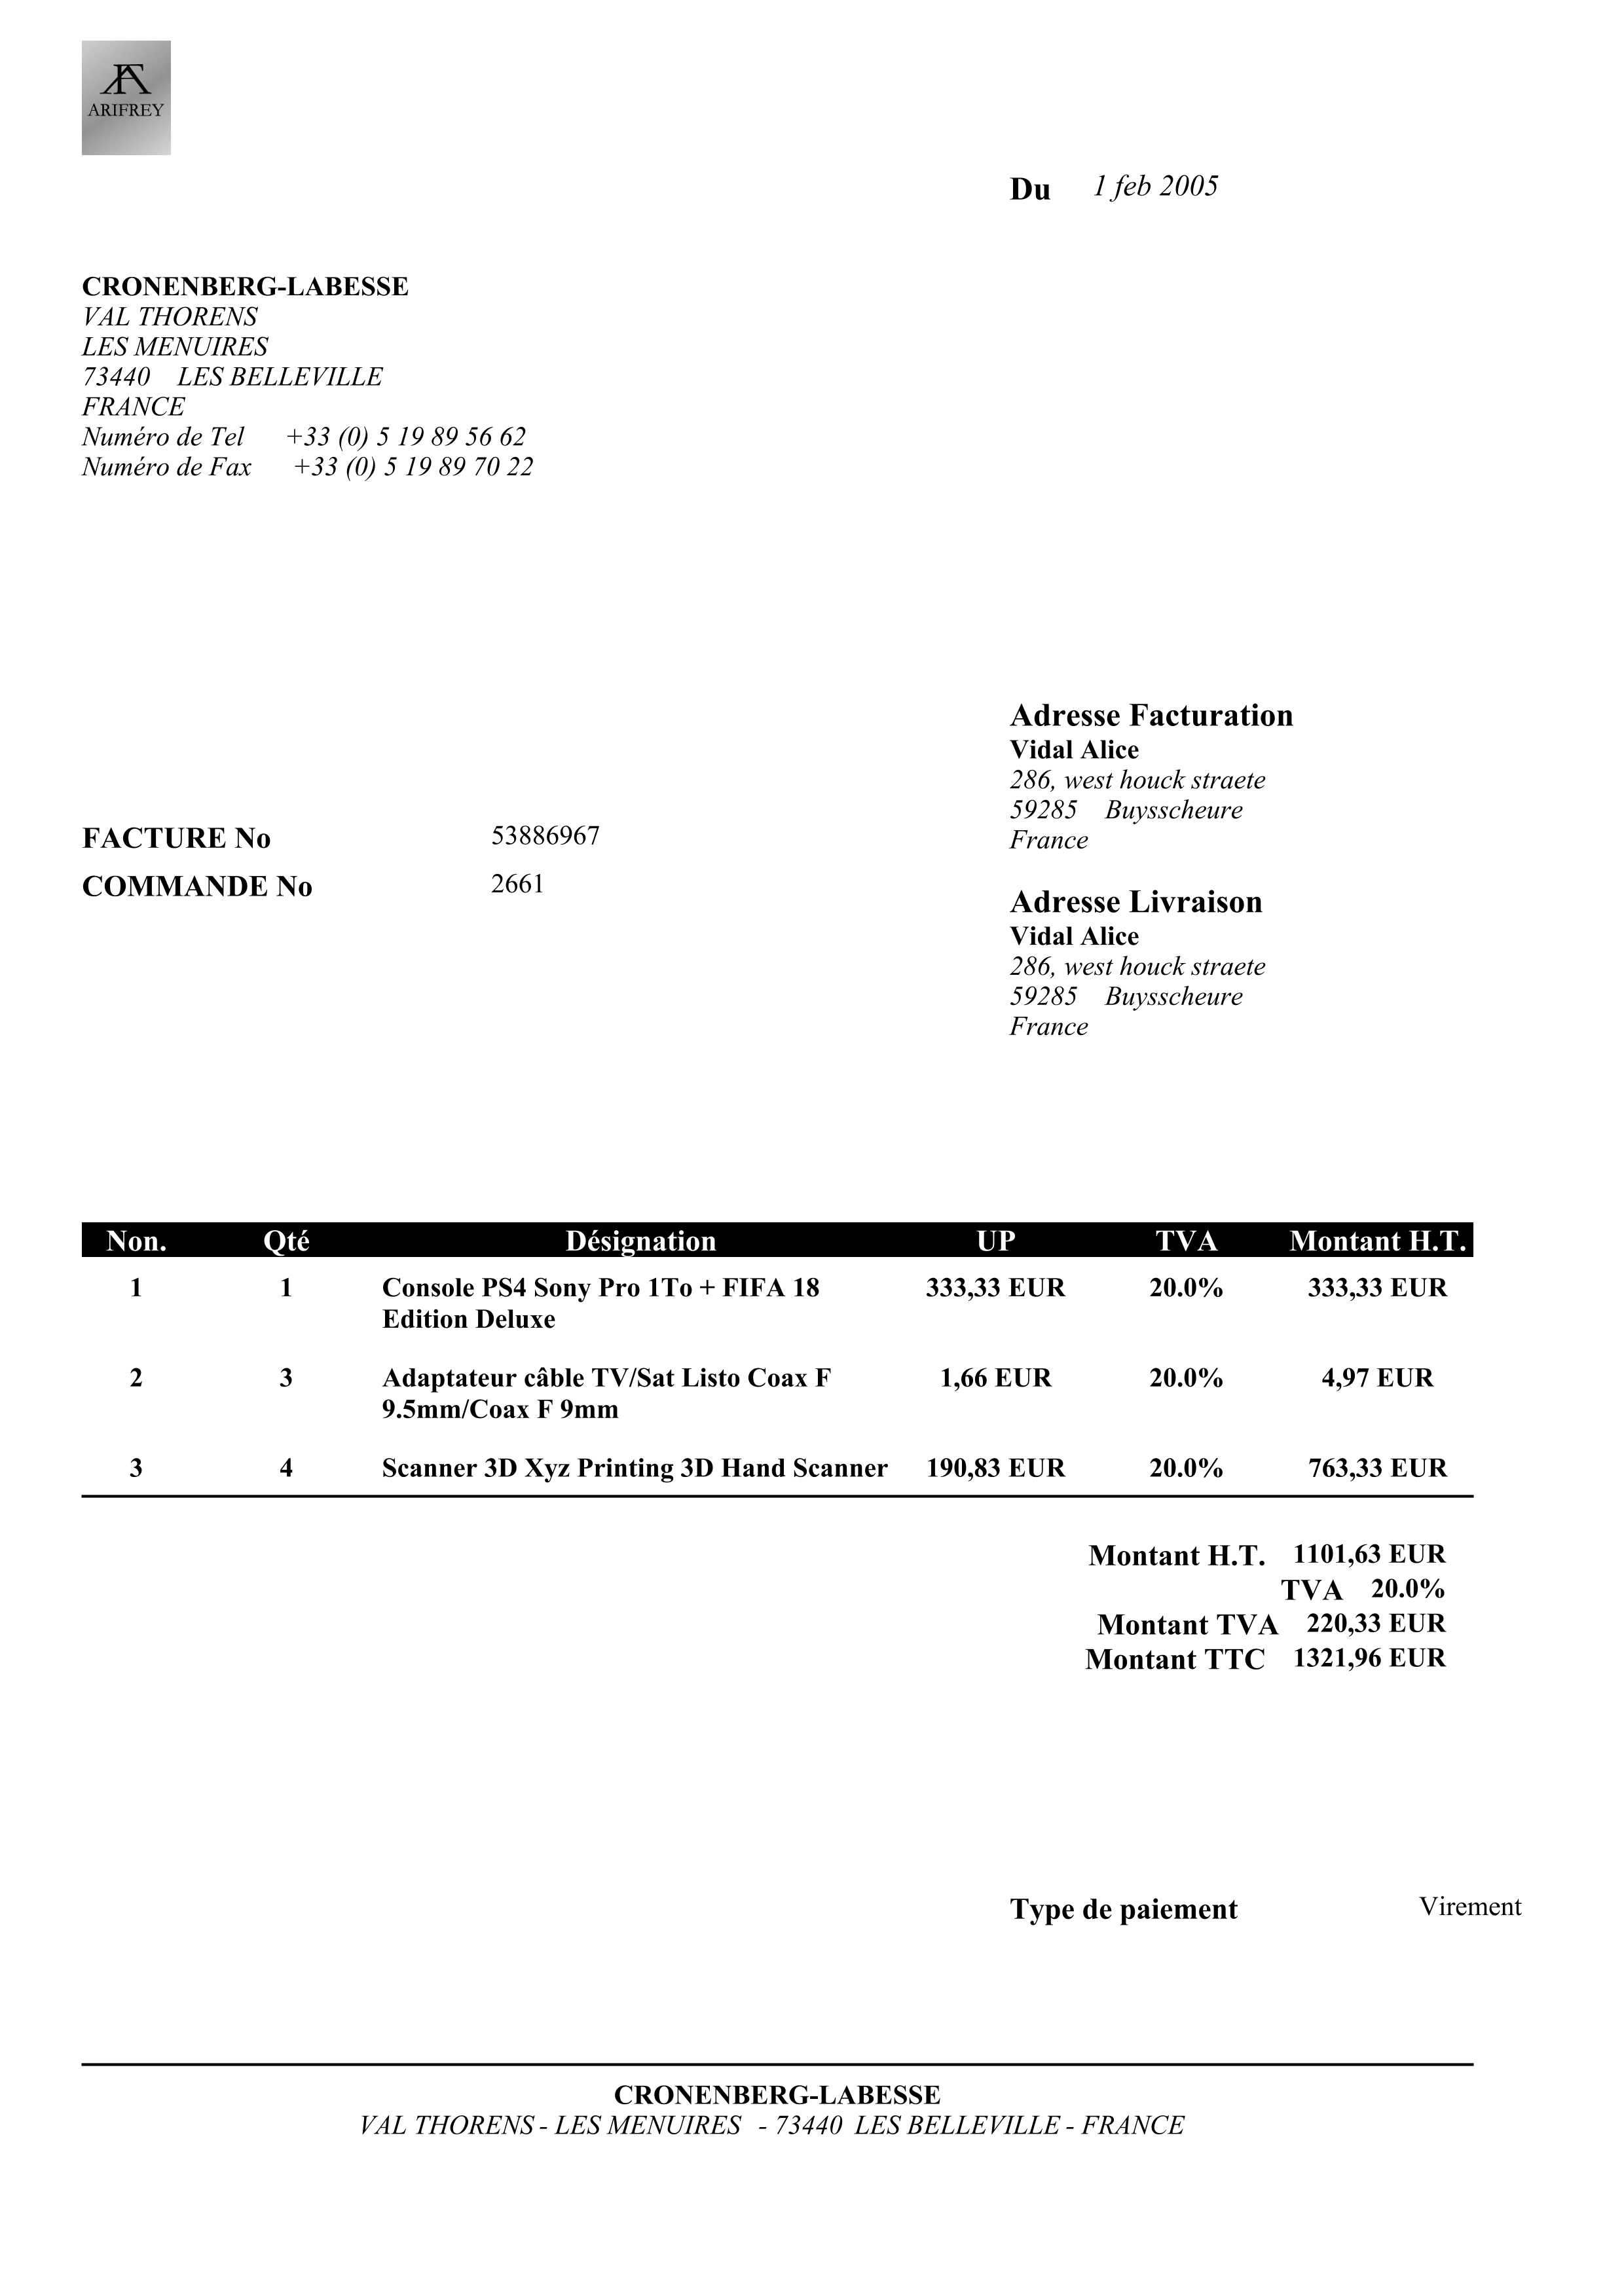 FA
ARIFREY
Du 1 feb 2005
CRONENBERG-LABESSE
VAL THORENS
LES MENUIRES
73440 LES BELLEVILLE
FRANCE
Numéro de Tel +33 (0) 5 19 89 56 62
Numéro de Fax +33 (0) 5 19 89 70 22
Adresse Facturation
Vidal Alice
286, west houck straete
59285 Buysscheure
France
FACTURE No 53886967
COMMANDE No 2661
Adresse Livraison
Vidal Alice
286, west houck straete
59285 Buysscheure
France
Non. Qté Désignation UP TVA Montant H.T.
1 1 Console PS4 Sony Pro 1To + FIFA 18 333,33 EUR 20.0% 333,33 EUR
Edition Deluxe
2 3 Adaptateur câble TV/Sat Listo Coax F 1,66 EUR 20.0% 4,97 EUR
9.5mm/Coax F 9mm
3 4 Scanner 3D Xyz Printing 3D Hand Scanner 190,83 EUR 20.0% 763,33 EUR
Montant H.T. 1101,63 EUR
TVA 20.0%
Montant TVA 220,33 EUR
Montant TTC 1321,96 EUR
Type de paiement Virement
CRONENBERG-LABESSE
VAL THORENS - LES MENUIRES - 73440 LES BELLEVILLE - FRANCE